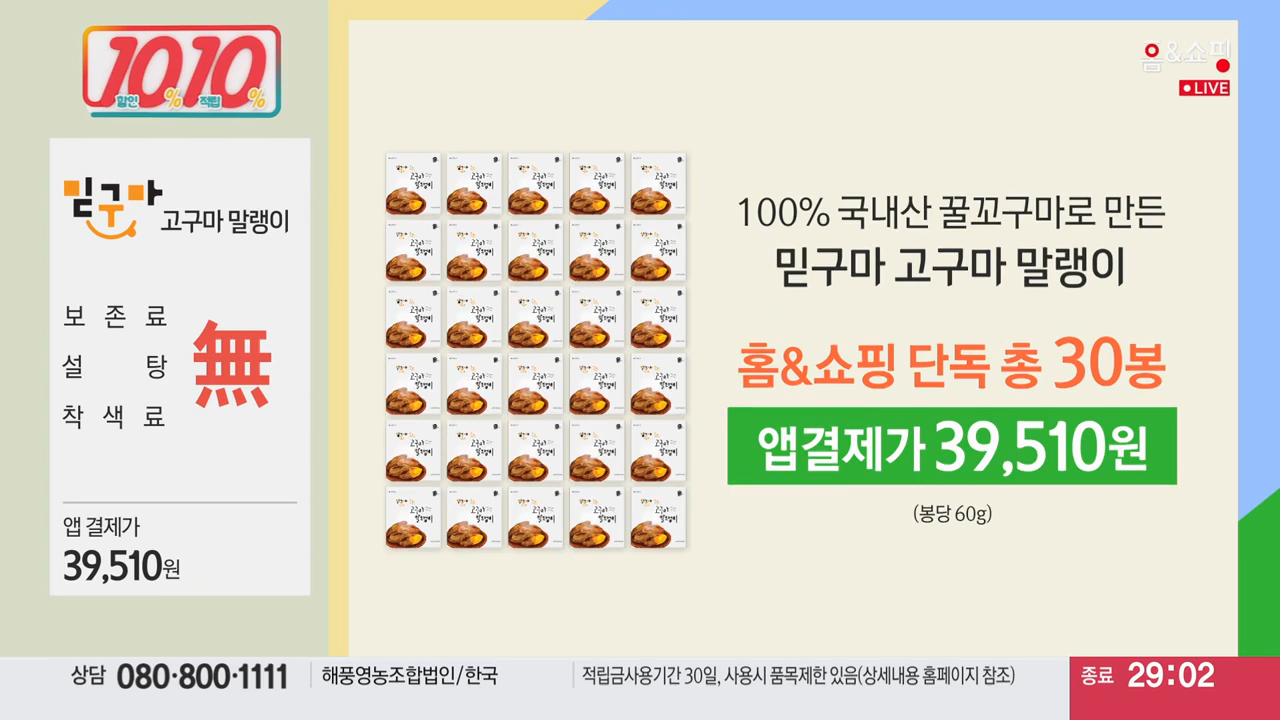 10%할인 10%적립
홈&쇼핑
LIVE
믿구마
고구마 말랭이
보존료
설탕
착색료
無
앱 결제가
39,510원
100% 국내산 꿀꼬구마로 만든
믿구마 고구마 말랭이
홈&쇼핑 단독 총 30봉
앱결제가 39,510원
(봉당 60g)
상담 080·800·1111
해풍영농조합법인/한국
적립금사용기간 30일, 사용시 품목제한 있음(상세내용 홈페이지 참조)
종료 29:02